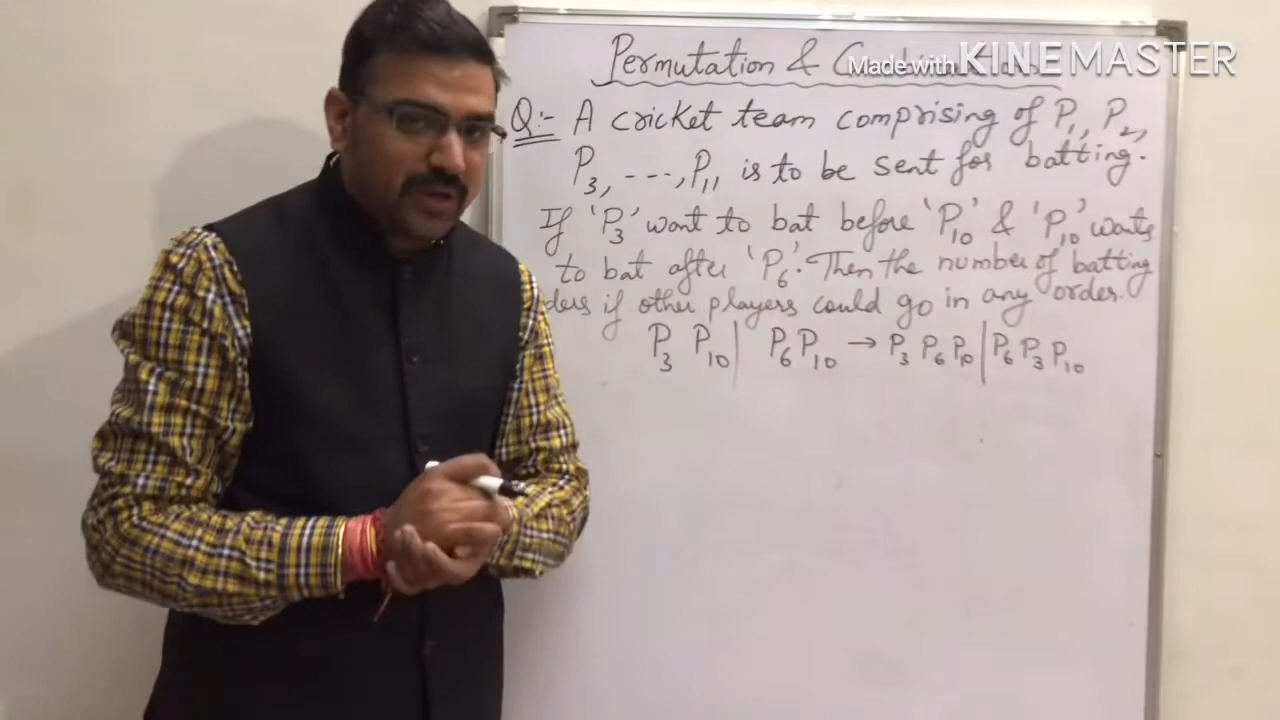 Permutation &
Made with KINEMASTER
Q:- A cricket team comprising of P₁, P₂,
P₃, ---, P₁₁ is to be sent for batting.
If 'P₃' want to bat before 'P₁₀' & 'P₁₀' wants
to bat after 'P₆'. Then the number of batting
ders if other players could go in any order.
P₃ P₁₀ | P₆ P₁₀ → P₃ P₆ P₁₀ | P₆ P₃ P₁₀